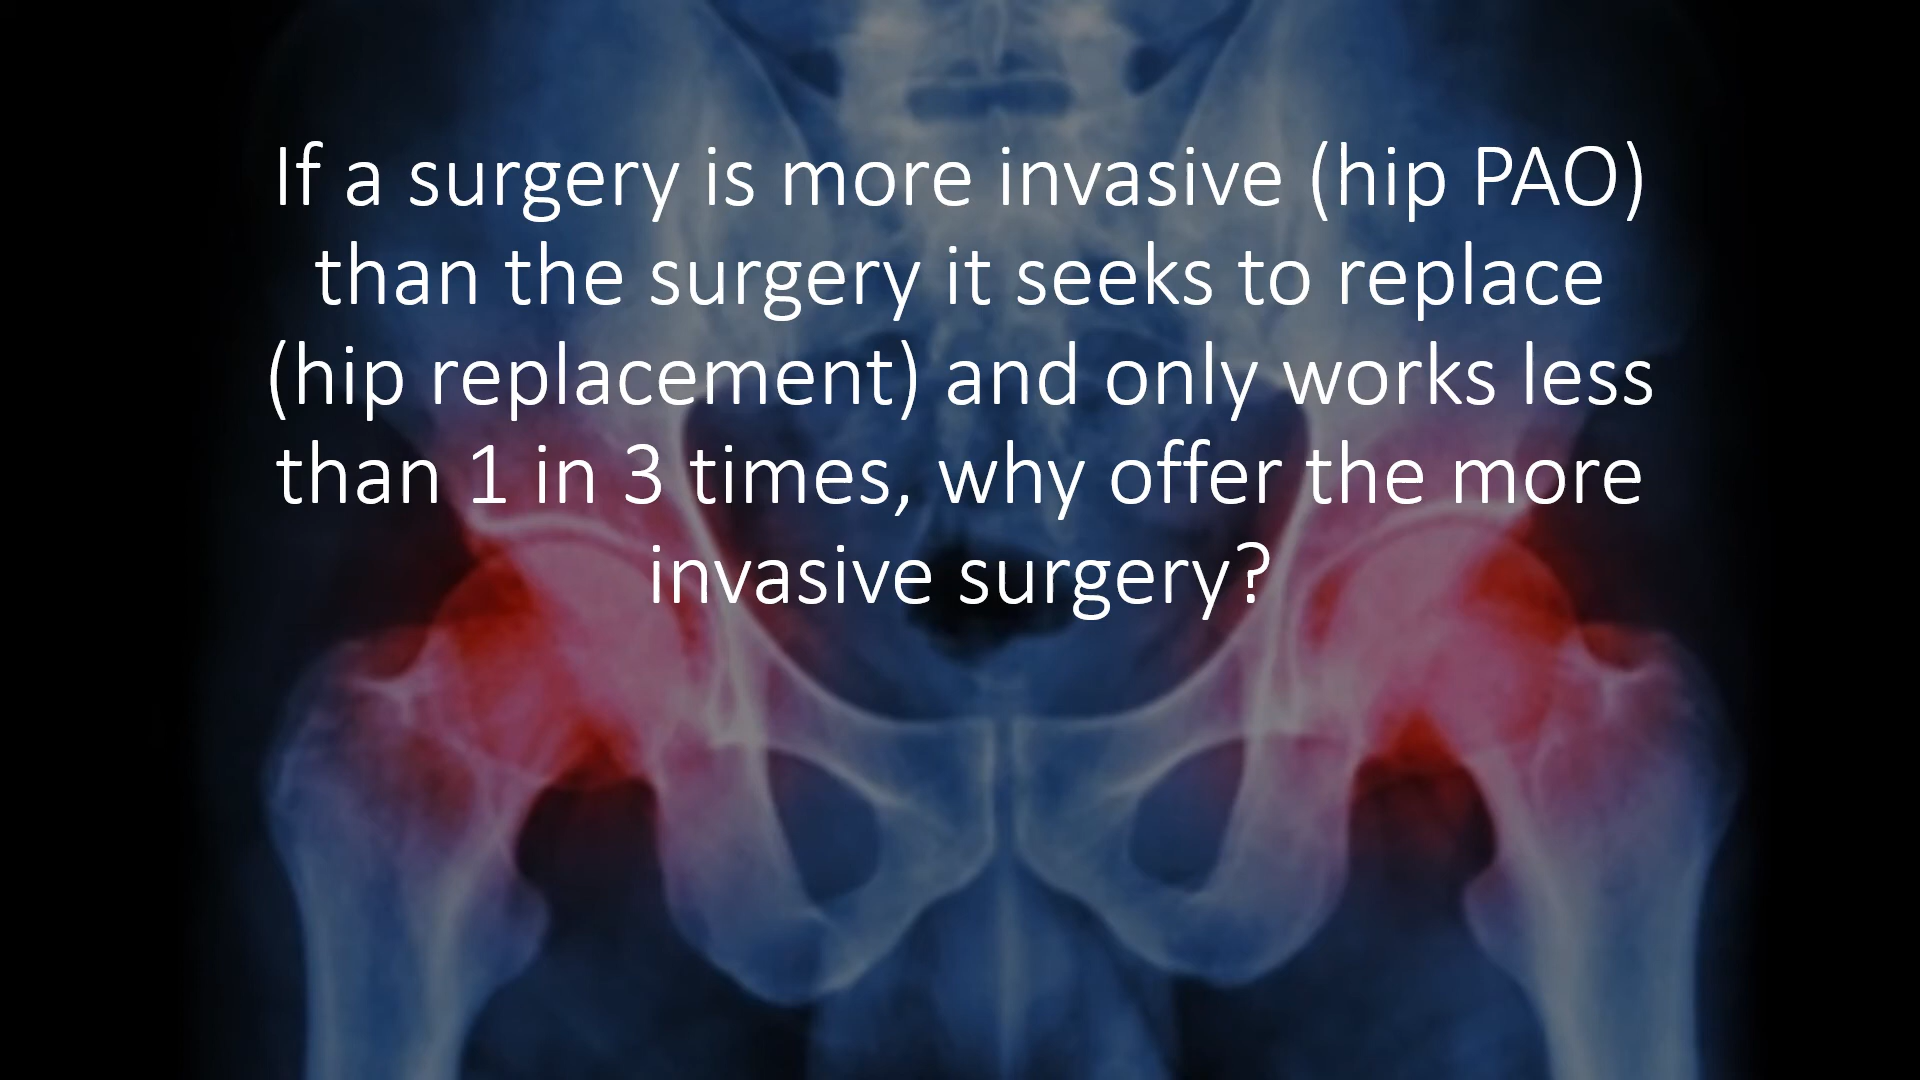 If a surgery is more invasive (hip PAO)
than the surgery it seeks to replace
(hip replacement) and only works less
than 1 in 3 times, why offer the more
invasive surgery?